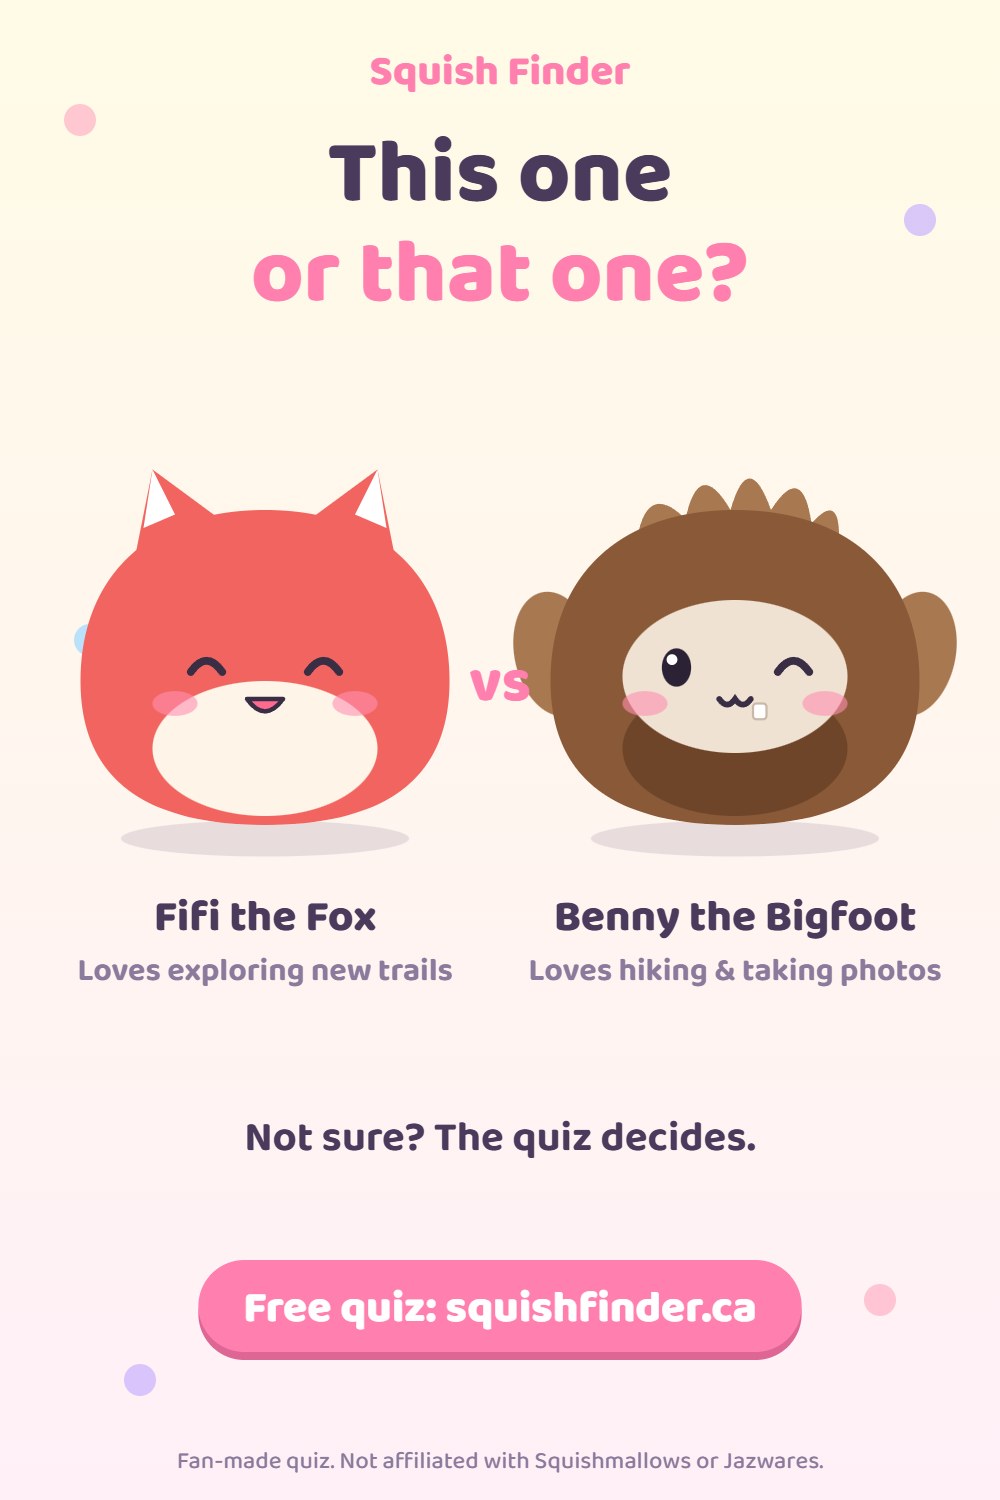 Squish Finder
This one
or that one?
vs
Fifi the Fox
Loves exploring new trails
Benny the Bigfoot
Loves hiking & taking photos
Not sure? The quiz decides.
Free quiz: squishfinder.ca
Fan-made quiz. Not affiliated with Squishmallows or Jazwares.